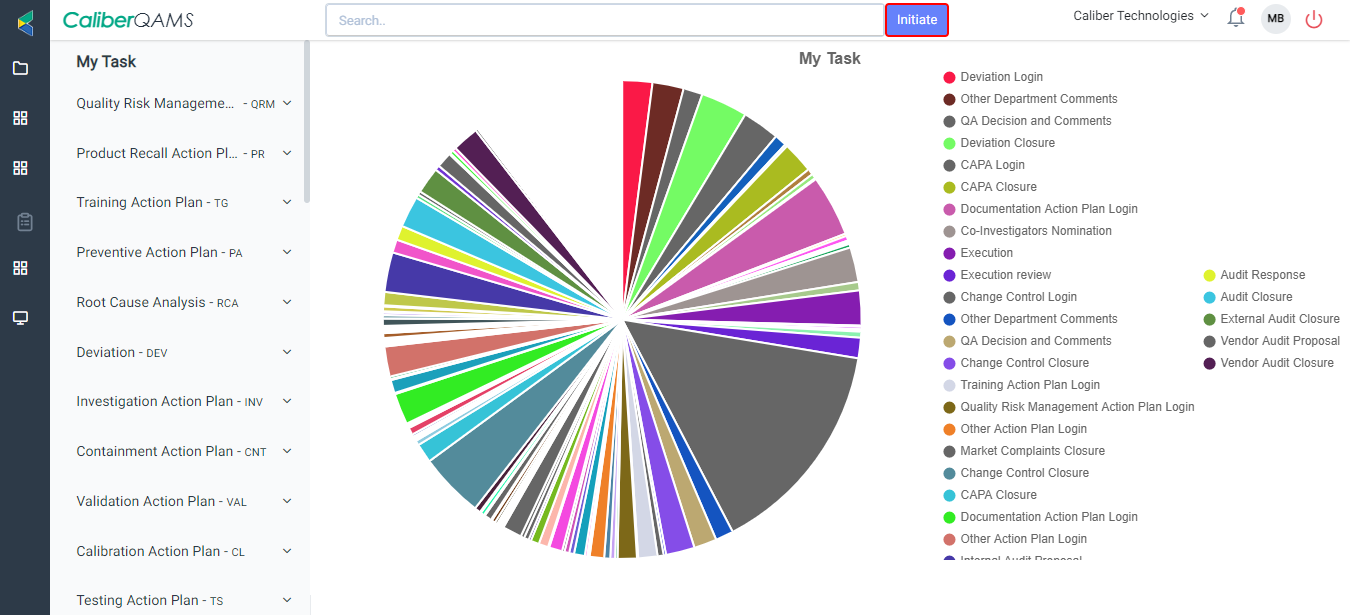 CaliberQAMS
Search..
Initiate
Caliber Technologies
MB
My Task
Quality Risk Manageme... - QRM
Product Recall Action Pl... - PR
Training Action Plan - TG
Preventive Action Plan - PA
Root Cause Analysis - RCA
Deviation - DEV
Investigation Action Plan - INV
Containment Action Plan - CNT
Validation Action Plan - VAL
Calibration Action Plan - CL
Testing Action Plan - TS
My Task
Deviation Login
Other Department Comments
QA Decision and Comments
Deviation Closure
CAPA Login
CAPA Closure
Documentation Action Plan Login
Co-Investigators Nomination
Execution
Execution review
Change Control Login
Other Department Comments
QA Decision and Comments
Change Control Closure
Training Action Plan Login
Quality Risk Management Action Plan Login
Other Action Plan Login
Market Complaints Closure
Change Control Closure
CAPA Closure
Documentation Action Plan Login
Other Action Plan Login
Internal Audit Proposal
Audit Response
Audit Closure
External Audit Closure
Vendor Audit Proposal
Vendor Audit Closure